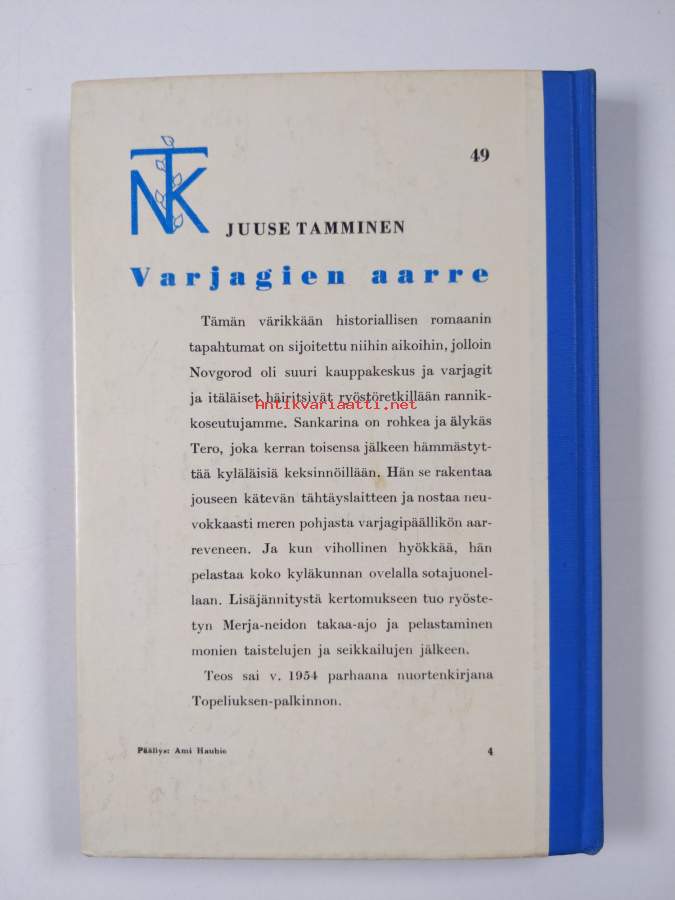 NTK
49
JUUSE TAMMINEN
Varjagien aarre
Tämän värikkään historiallisen romaanin
tapahtumat on sijoitettu niihin aikoihin, jolloin
Novgorod oli suuri kauppakeskus ja varjagit
ja itäläiset häiritsivät ryöstöretkillään rannik-
Antikvariaatti.net
koseutujamme. Sankarina on rohkea ja älykäs
Tero, joka kerran toisensa jälkeen hämmästyt-
tää kyläläisiä keksinnöillään. Hän se rakentaa
jouseen kätevän tähtäyslaitteen ja nostaa neu-
vokkaasti meren pohjasta varjagipäällikön aar-
reveneen. Ja kun vihollinen hyökkää, hän
pelastaa koko kyläkunnan ovelalla sotajuonel-
laan. Lisäjännitystä kertomukseen tuo ryöste-
tyn Merja-neidon takaa-ajo ja pelastaminen
monien taistelujen ja seikkailujen jälkeen.
Teos sai v. 1954 parhaana nuortenkirjana
Topeliuksen-palkinnon.
Päällys: Ami Hauhio
4